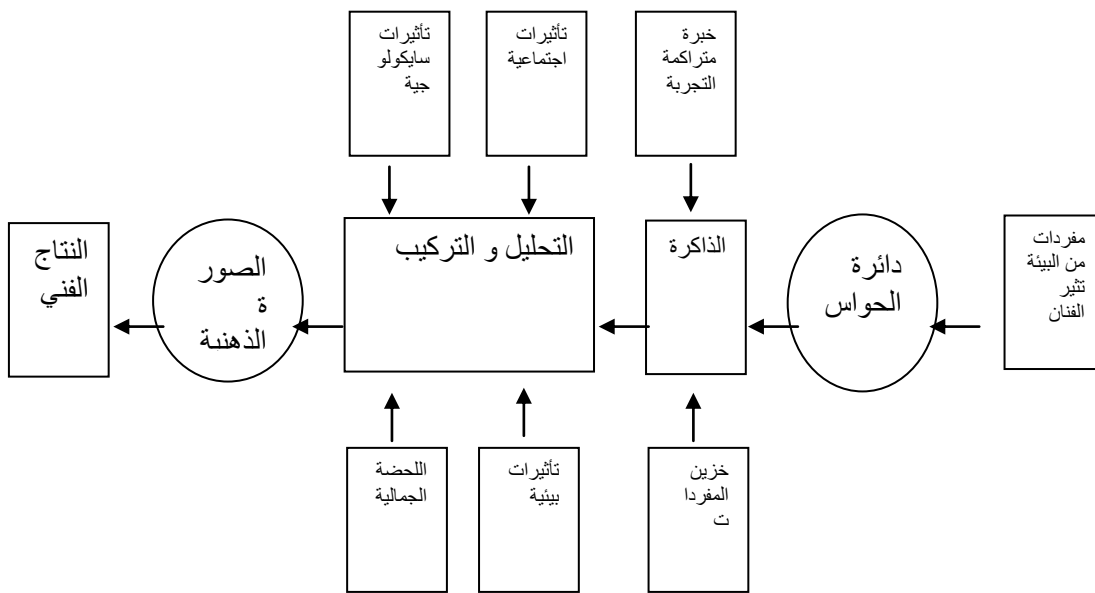 خبرة
متراكمة
التجربة
تأثيرات
اجتماعية
تأثيرات
سايكولو
جية
مفردات
من البيئة
تثير
الفنان
دائرة
الحواس
الذاكرة
التحليل و التركيب
الصور
ة
الذهنية
النتاج
الفني
خزين
المفردا
ت
تأثيرات
بيئية
اللحضة
الجمالية